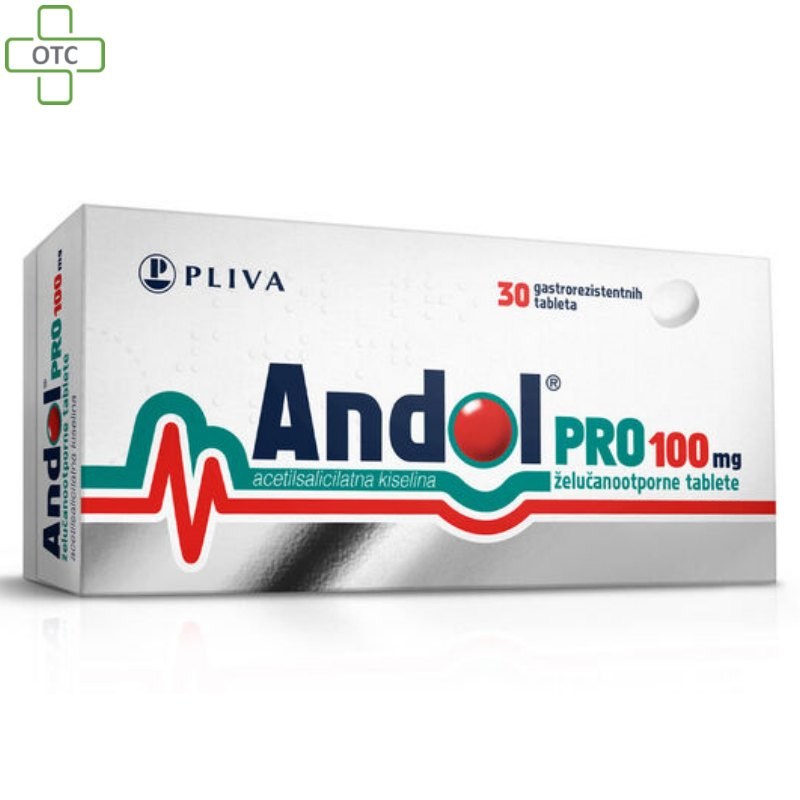 OTC
PLIVA
30 gastrorezistentnih
tableta
Andol® PRO 100 mg
acetilsalicilatna kiselina
želučanootporne tablete
Andol® PRO 100 mg
želučanootporne tablete
acetilsalicilatna kiselina